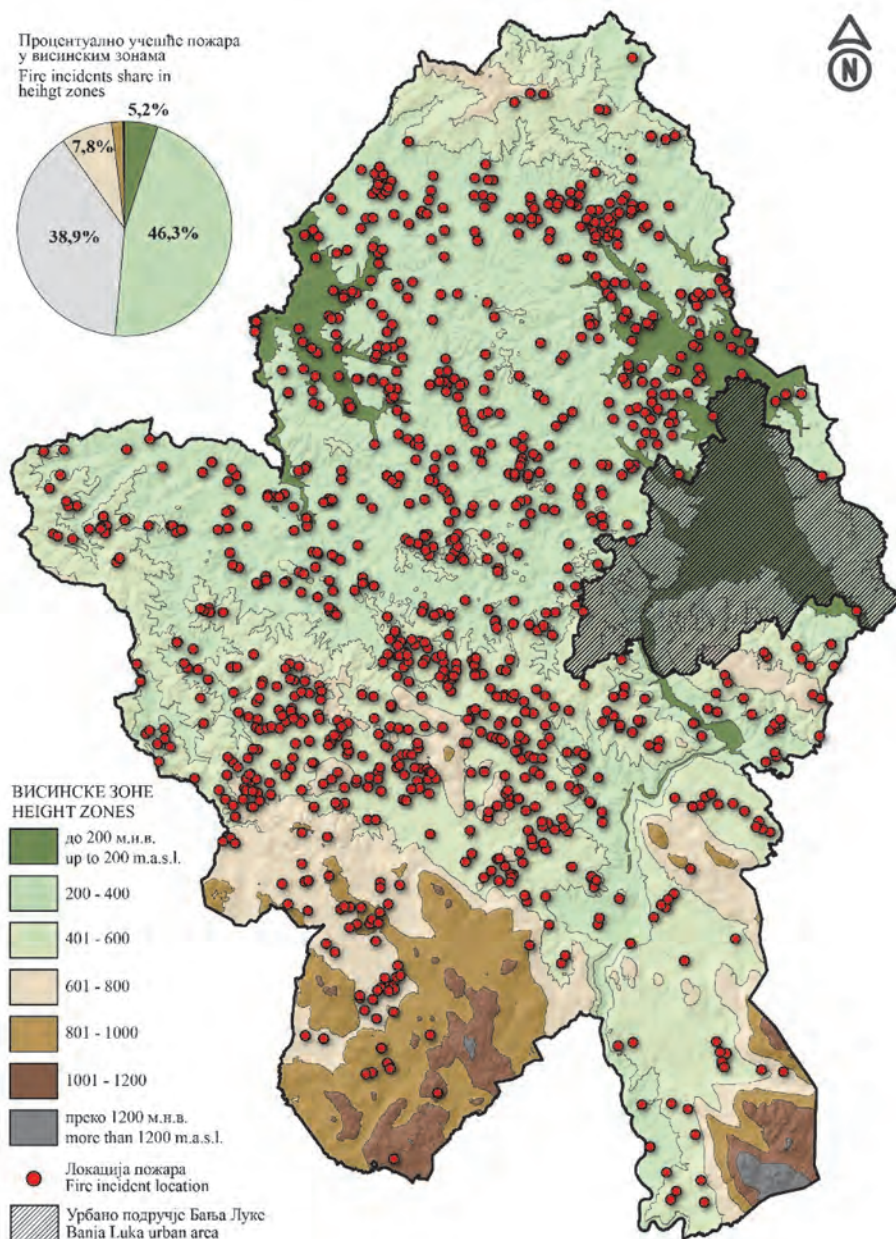 Процентуално учешће пожара
у висинским зонама
Fire incidents share in
heihgt zones
5,2%
7,8%
38,9%
46,3%
N
ВИСИНСКЕ ЗОНЕ
HEIGHT ZONES
до 200 м.н.в.
up to 200 m.a.s.l.
200 - 400
401 - 600
601 - 800
801 - 1000
1001 - 1200
преко 1200 м.н.в.
more than 1200 m.a.s.l.
Локација пожара
Fire incident location
Урбано подручје Бања Луке
Banja Luka urban area